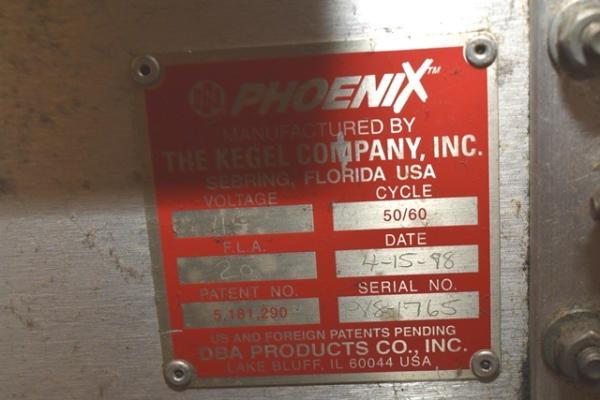 PHOENIX™
MANUFACTURED BY
THE KEGEL COMPANY, INC.
SEBRING, FLORIDA USA
VOLTAGE CYCLE
115 50/60
F.L.A. DATE
20 4-15-98
PATENT NO. SERIAL NO.
5,181,290 1765
US AND FOREIGN PATENTS PENDING
DBA PRODUCTS CO., INC.
LAKE BLUFF, IL 60044 USA